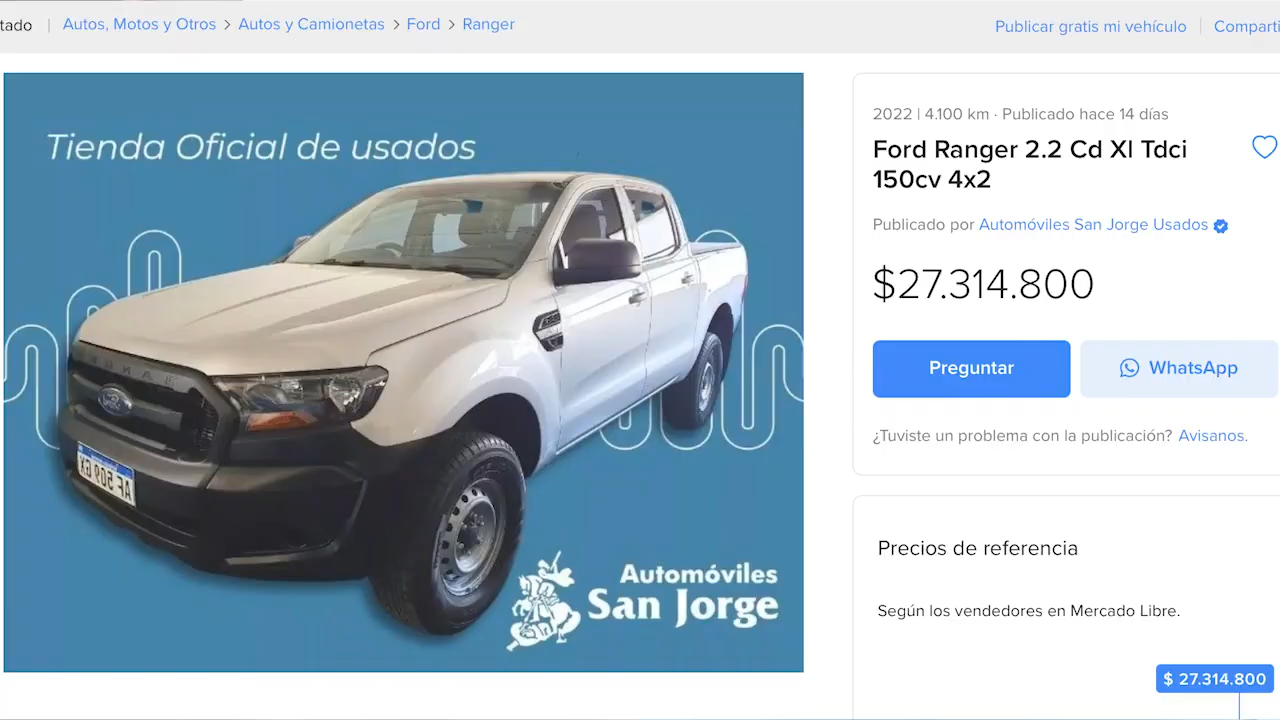 tado | Autos, Motos y Otros > Autos y Camionetas > Ford > Ranger
Publicar gratis mi vehículo | Comparti
Tienda Oficial de usados
Automóviles
San Jorge
2022 | 4.100 km · Publicado hace 14 días
Ford Ranger 2.2 Cd Xl Tdci
150cv 4x2
Publicado por Automóviles San Jorge Usados
$27.314.800
Preguntar
WhatsApp
¿Tuviste un problema con la publicación? Avisanos.
Precios de referencia
Según los vendedores en Mercado Libre.
$ 27.314.800